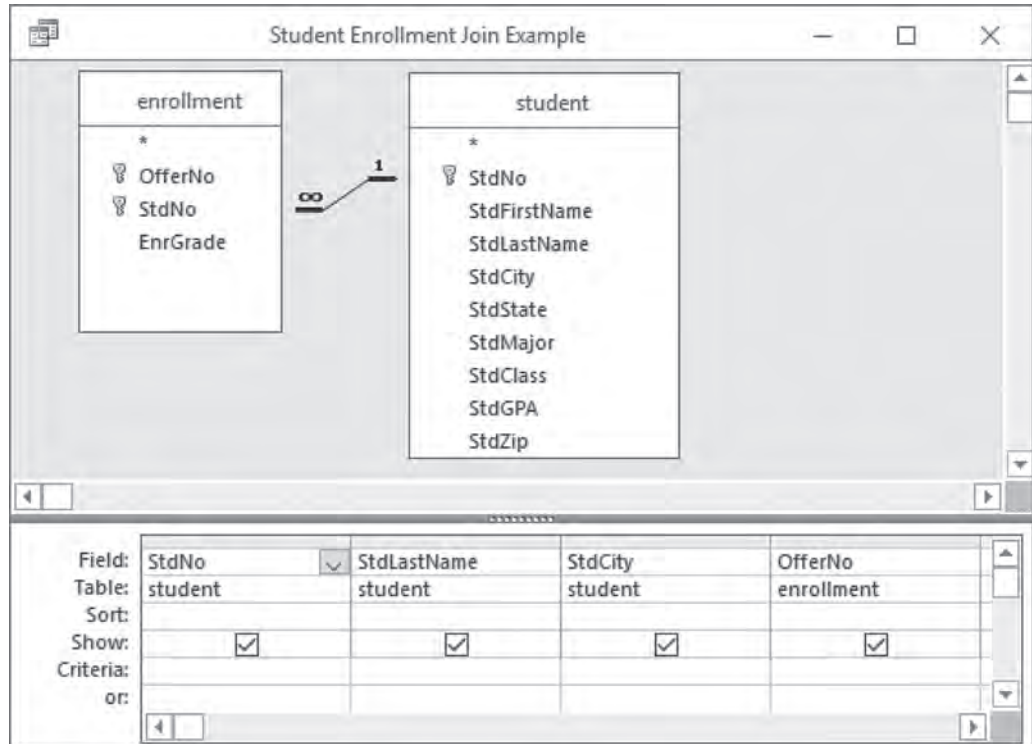 Student Enrollment Join Example
enrollment
*
OfferNo
StdNo
EnrGrade
∞
1
student
*
StdNo
StdFirstName
StdLastName
StdCity
StdState
StdMajor
StdClass
StdGPA
StdZip
Field: StdNo StdLastName StdCity OfferNo
Table: student student student enrollment
Sort:
Show:
Criteria:
or: